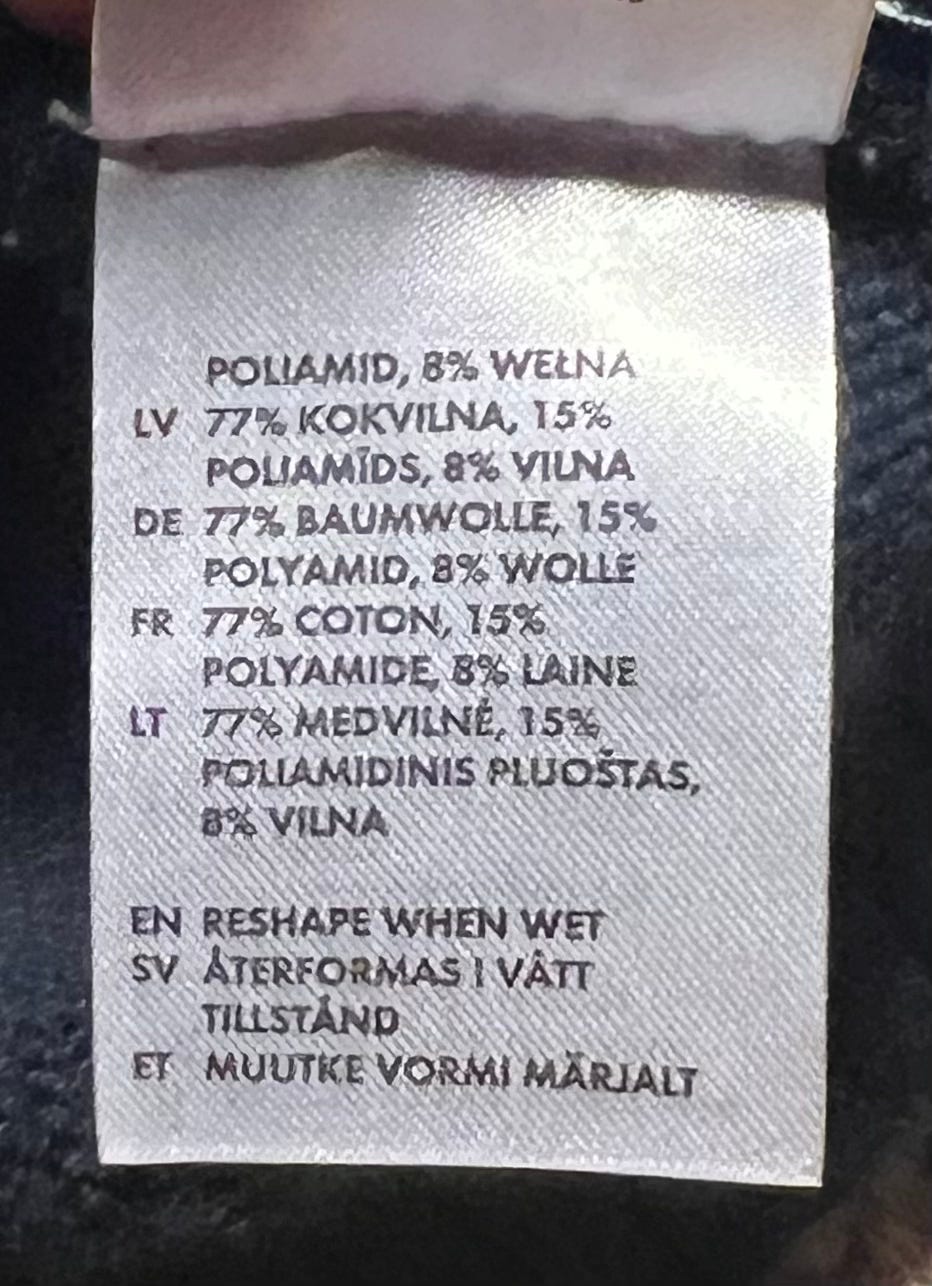 POLIAMID, 8% WEŁNA
LV 77% KOKVILNA, 15%
POLIAMĪDS, 8% VILNA
DE 77% BAUMWOLLE, 15%
POLYAMID, 8% WOLLE
FR 77% COTON, 15%
POLYAMIDE, 8% LAINE
LT 77% MEDVILNĖ, 15%
POLIAMIDINIS PLUOŠTAS,
8% VILNA
EN RESHAPE WHEN WET
SV ÅTERFORMAS I VÅTT
TILLSTÅND
ET MUUTKE VORMI MÄRJALT